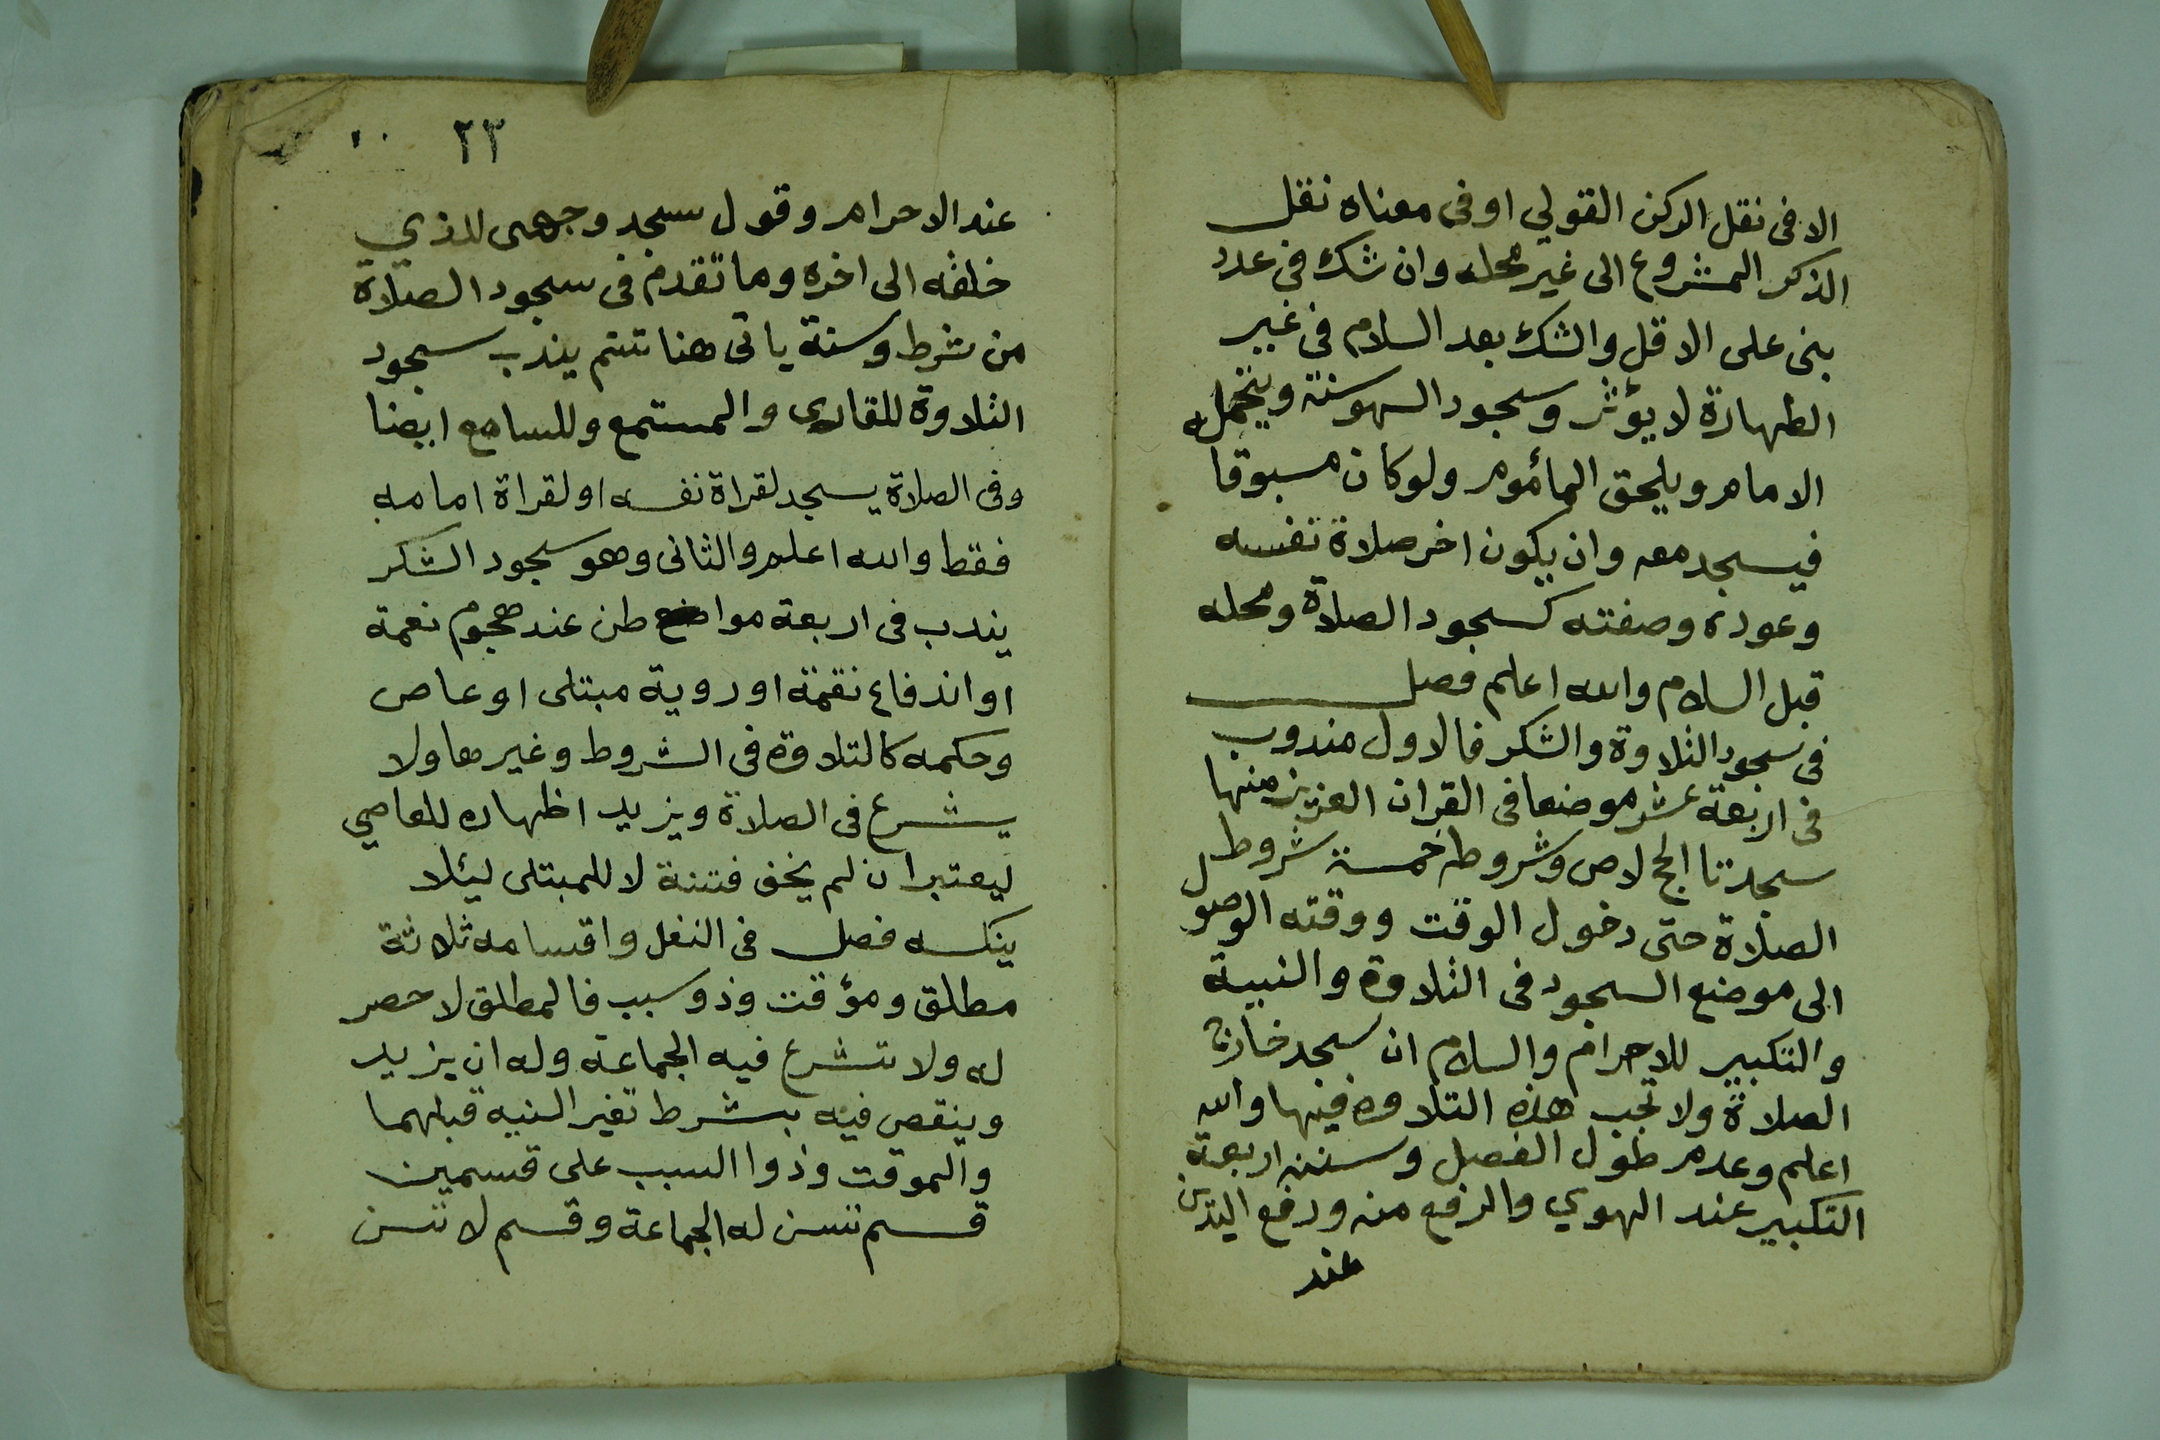 الا فى نقل الركن القولي او فى معناه نقل
الذكر المشروع الى غير محله وان شك فى عدد
بنى على الاقل والشك بعد السلام فى غير
الطهارة لا يؤثر وسجود السهو سنة ويتحمله
الامام ويلحق المأموم ولو كان مسبوقا
فيسجد معه وان يكون اخر صلاة نفسه
وعوده وصفته كسجود الصلاة ومحله
قبل السلام والله اعلم فصل
فى سجود التلاوة والشكر فالاول مندوب
فى اربعة عشر موضعا فى القران العزيز منها
سجدتا الحج لا ص وشروطه خمسة شروط
الصلاة حتى دخول الوقت ووقته الوصول
الى موضع السجود فى التلاوة والنية
والتكبير للاحرام والسلام ان سجد خارج
الصلاة ولا تجب هذه التلاوة فيها والله
اعلم وعدم طول الفصل وسننه اربعة
التكبير عند الهوي والرفع منه ورفع اليدين
عند
٢٣
عند الاحرام وقول سجد وجهى للذي
خلقه الى اخره وما تقدم فى سجود الصلاة
من شرط وسنة ياتى هنا تتم يندب سجود
التلاوة للقارى والمستمع وللسامع ايضا
وفى الصلاة يسجد لقراة نفسه او لقراة امامه
فقط والله اعلم والثانى وهو سجود الشكر
يندب فى اربعة مواطن عند هجوم نعمة
او اندفاع نقمة او روية مبتلى او عاص
وحكمه كالتلاوة فى الشروط وغيرها ولا
يشرع فى الصلاة ويزيد اظهاره للعاصي
ليعتبر ان لم يخف فتنة لا للمبتلى ليئلا
ينكسه فصل فى النفل واقسامه ثلاثة
مطلق ومؤقت وذو سبب فالمطلق لا حصر
له ولا تشرع فيه الجماعة وله ان يزيد
وينقص فيه بشرط تغير النيه قبلهما
والموقت وذوا السبب على قسمين
قسم تسن له الجماعة وقسم لا تسن